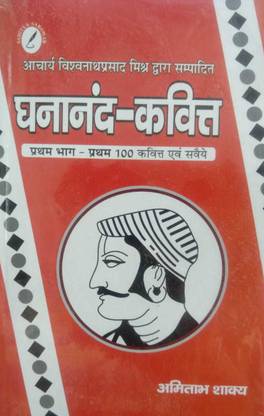 आचार्य विश्वनाथप्रसाद मिश्र द्वारा सम्पादित
घनानंद-कवित्त
प्रथम भाग - प्रथम 100 कवित्त एवं सवैये
अमिताभ शाक्य